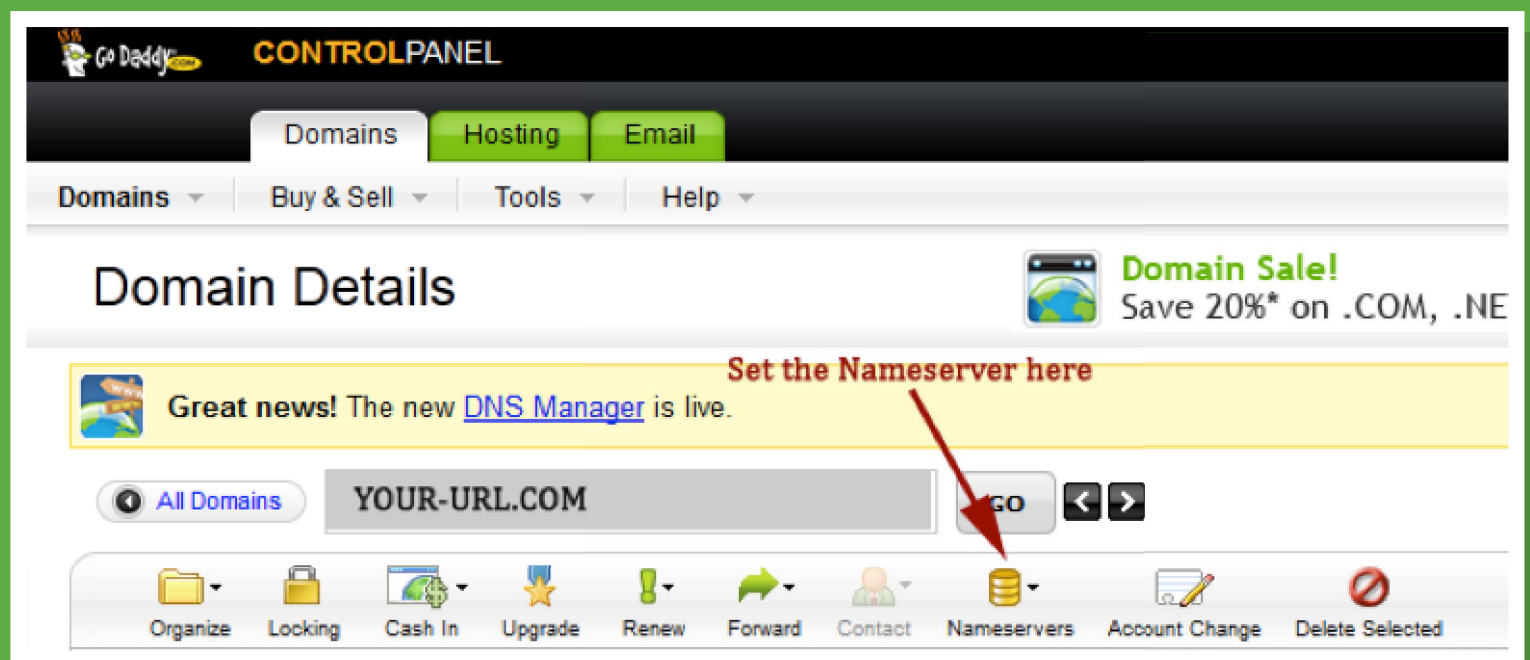 Go Daddy.COM CONTROLPANEL
Domains Hosting Email
Domains Buy & Sell Tools Help
Domain Details
Domain Sale!
Save 20%* on .COM, .NE
Set the Nameserver here
Great news! The new DNS Manager is live.
All Domains YOUR-URL.COM GO
Organize Locking Cash In Upgrade Renew Forward Contact Nameservers Account Change Delete Selected